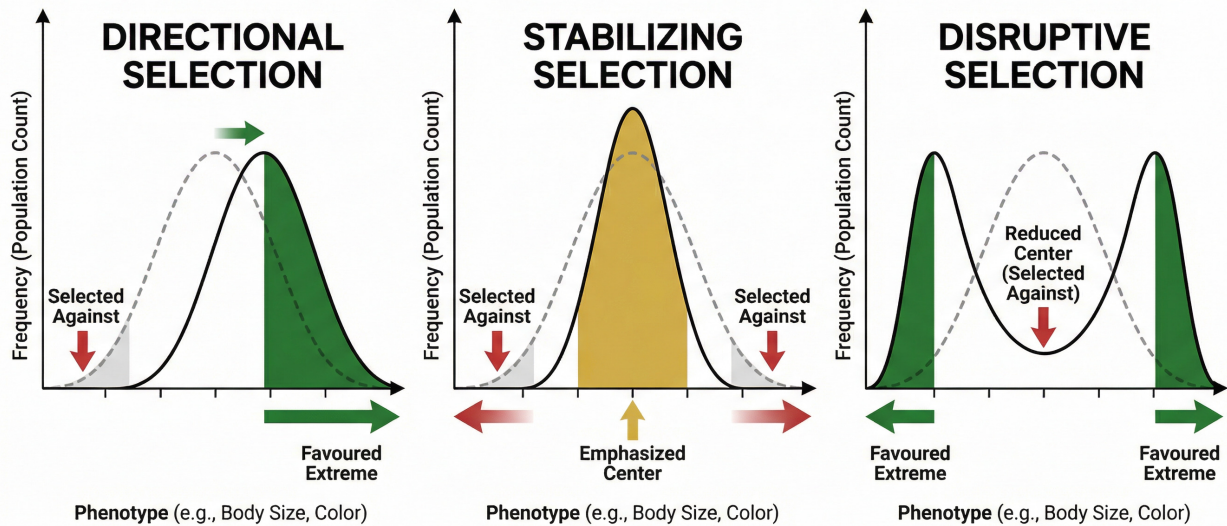 DIRECTIONAL
SELECTION
Frequency (Population Count)
Selected
Against
Favoured
Extreme
Phenotype (e.g., Body Size, Color)
STABILIZING
SELECTION
Frequency (Population Count)
Selected
Against
Selected
Against
Emphasized
Center
Phenotype (e.g., Body Size, Color)
DISRUPTIVE
SELECTION
Frequency (Population Count)
Reduced
Center
(Selected
Against)
Favoured
Extreme
Favoured
Extreme
Phenotype (e.g., Body Size, Color)